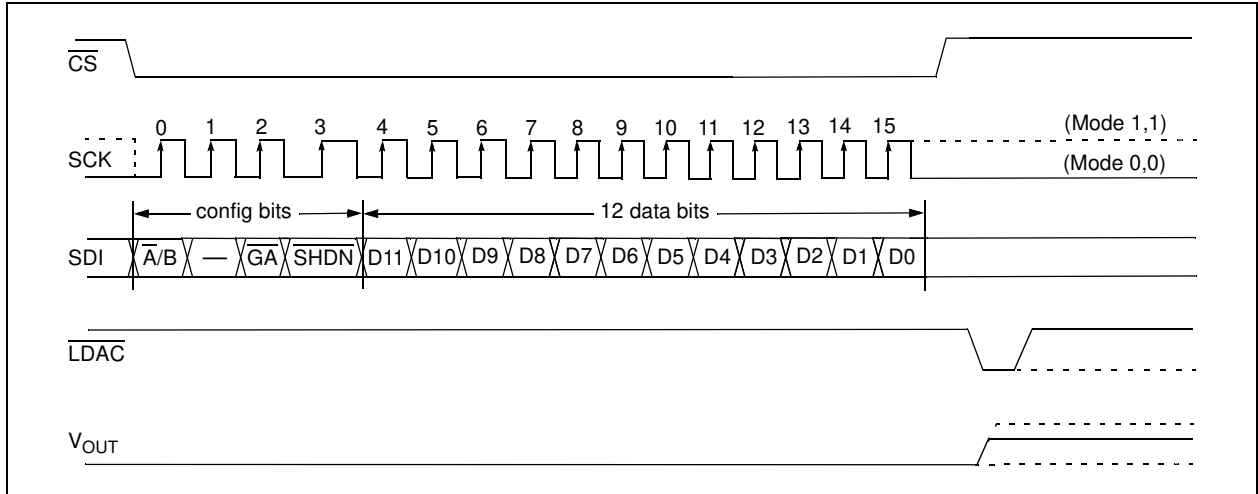 CS
0 1 2 3 4 5 6 7 8 9 10 11 12 13 14 15
(Mode 1,1)
SCK
(Mode 0,0)
config bits
12 data bits
SDI
A/B — GA SHDN D11 D10 D9 D8 D7 D6 D5 D4 D3 D2 D1 D0
LDAC
VOUT